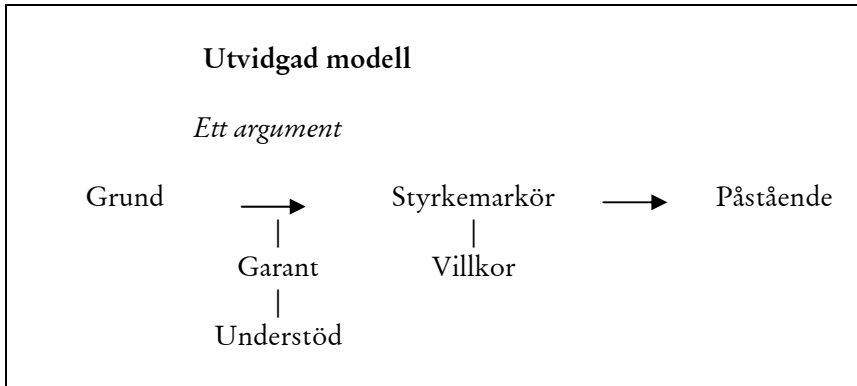 Utvidgad modell
Ett argument
Grund Styrkemarkör Påstående
Garant Villkor
Understöd